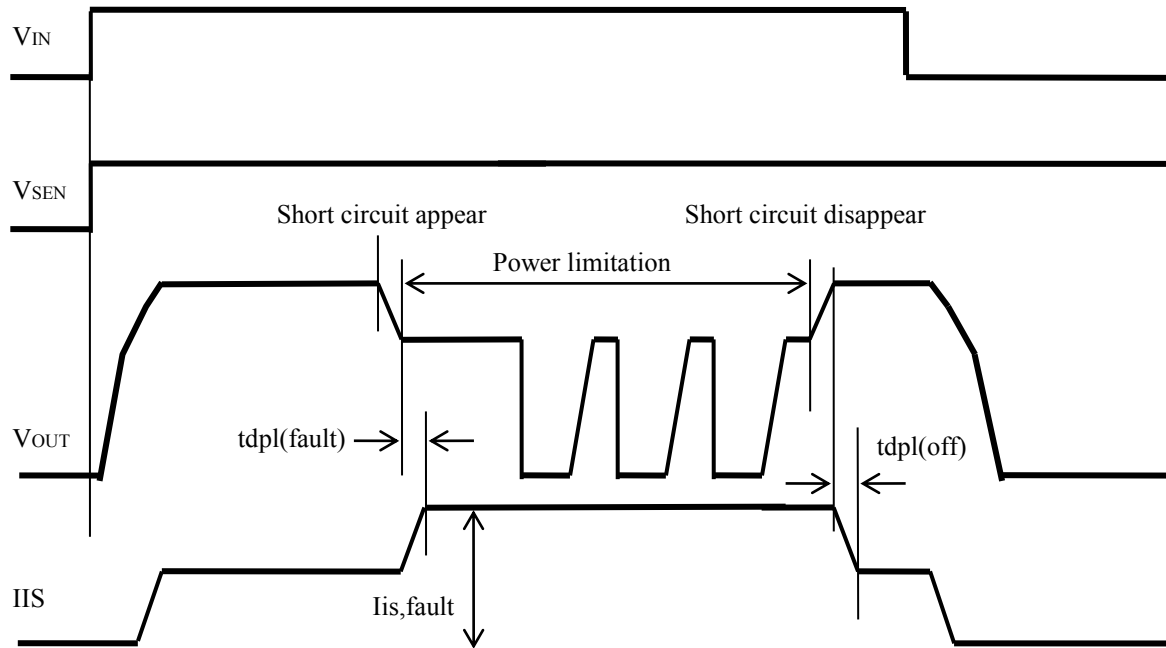 VIN
VSEN
Short circuit appear
Short circuit disappear
Power limitation
VOUT
tdpl(fault)
tdpl(off)
IIS
Iis,fault